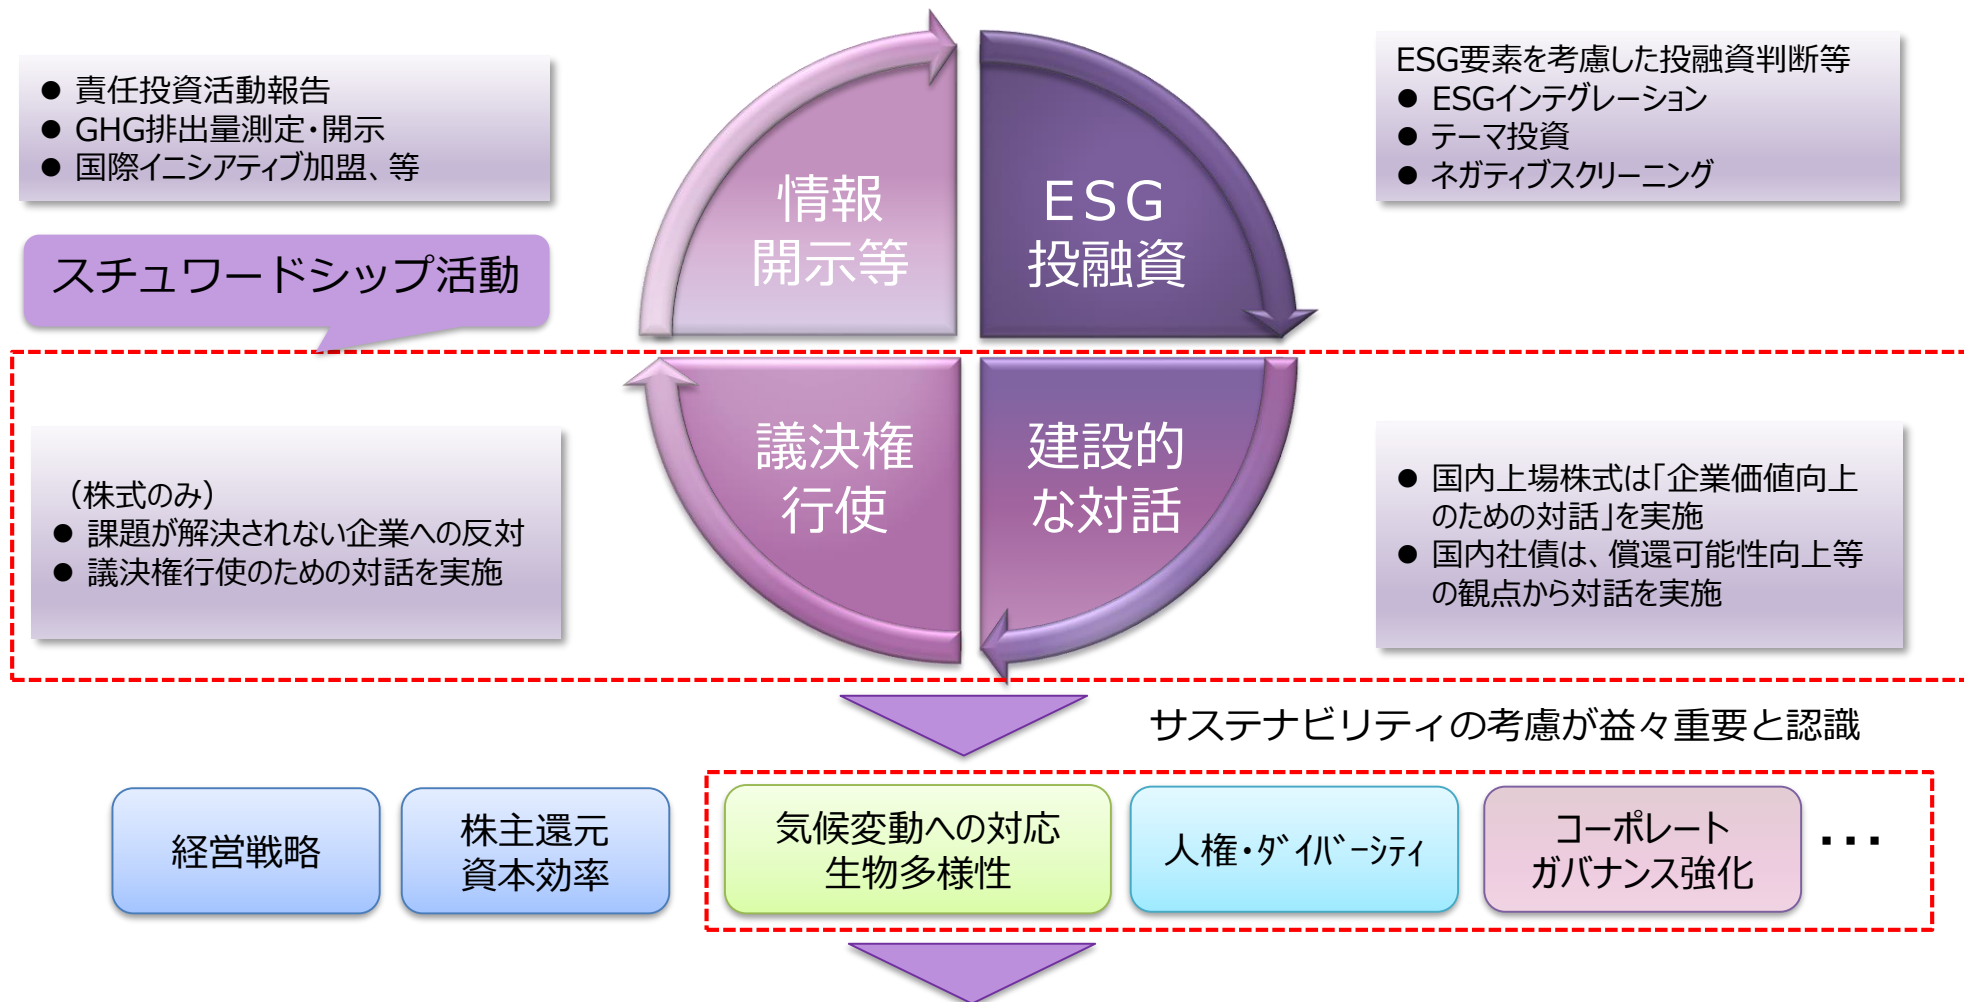 ● 責任投資活動報告
● GHG排出量測定・開示
● 国際イニシアティブ加盟、等
情報
開示等
ESG
投融資
ESG要素を考慮した投融資判断等
● ESGインテグレーション
● テーマ投資
● ネガティブスクリーニング
スチュワードシップ活動
（株式のみ）
● 課題が解決されない企業への反対
● 議決権行使のための対話を実施
議決権
行使
建設的
な対話
● 国内上場株式は「企業価値向上
のための対話」を実施
● 国内社債は、償還可能性向上等
の観点から対話を実施
サステナビリティの考慮が益々重要と認識
経営戦略
株主還元
資本効率
気候変動への対応
生物多様性
人権・ﾀﾞｲﾊﾞｰｼﾃｨ
コーポレート
ガバナンス強化
・・・